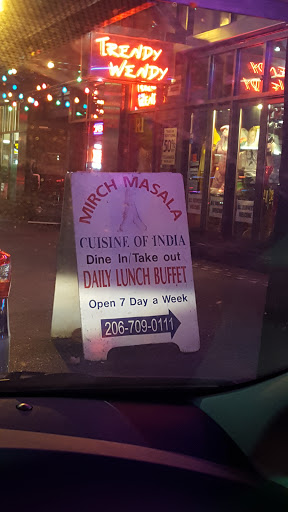 TRENDY
WENDY
MIRCH MASALA
CUISINE OF INDIA
Dine In/Take out
DAILY LUNCH BUFFET
Open 7 Day a Week
206-709-0111